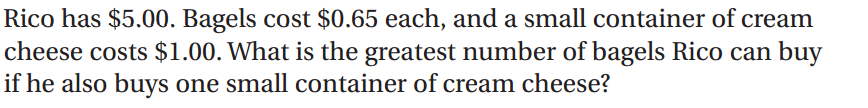 Rico has $5.00. Bagels cost $0.65 each, and a small container of cream
cheese costs $1.00. What is the greatest number of bagels Rico can buy
if he also buys one small container of cream cheese?